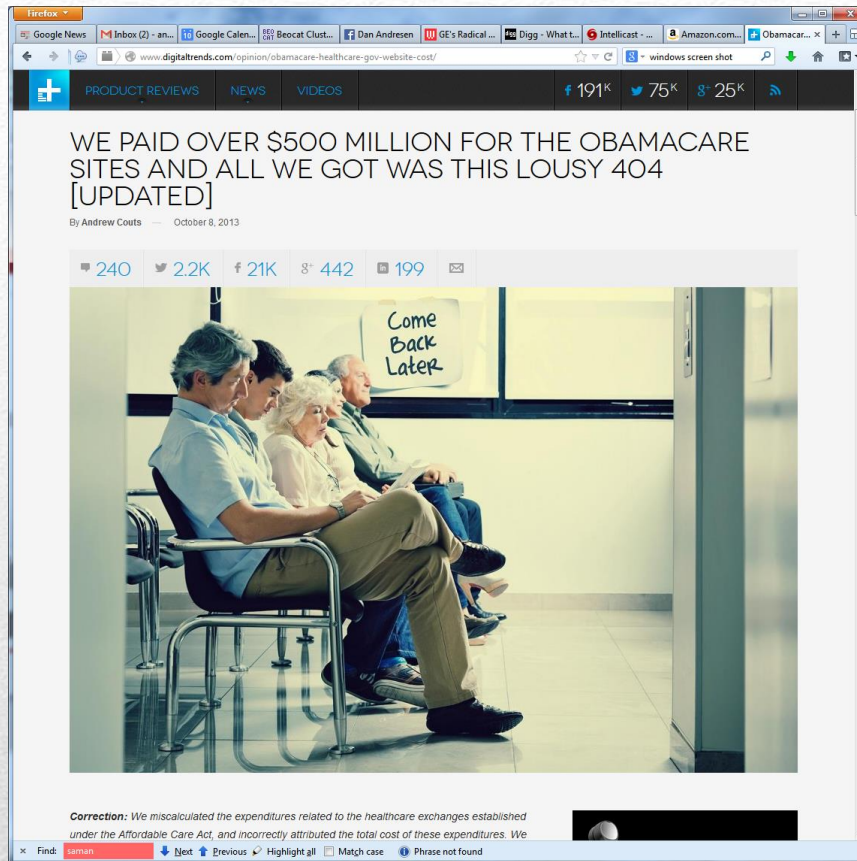 Firefox
Google News
M Inbox (2) - an...
Google Calen...
Beocat Clust...
Dan Andresen
GE's Radical ...
Digg - What t...
Intellicast - ...
Amazon.com...
Obamacar...
www.digitaltrends.com/opinion/obamacare-healthcare-gov-website-cost/
windows screen shot
PRODUCT REVIEWS NEWS VIDEOS 191K 75K 25K
WE PAID OVER $500 MILLION FOR THE OBAMACARE
SITES AND ALL WE GOT WAS THIS LOUSY 404
[UPDATED]
By Andrew Couts — October 8, 2013
240 2.2K 21K 442 199
Come
Back
Later
Correction: We miscalculated the expenditures related to the healthcare exchanges established
under the Affordable Care Act, and incorrectly attributed the total cost of these expenditures. We
× Find: saman Next Previous Highlight all Match case Phrase not found